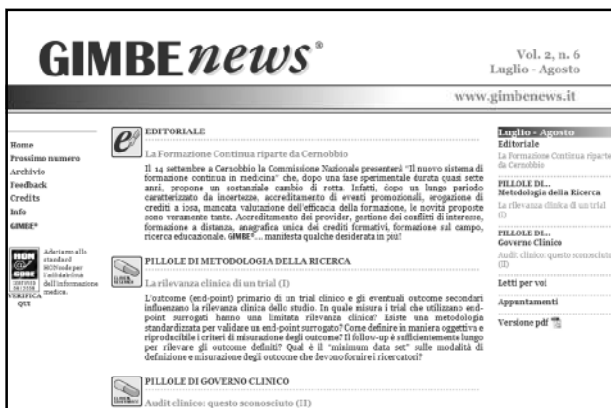 GIMBEnews®
Vol. 2, n. 6
Luglio - Agosto
www.gimbenews.it
Home
Prossimo numero
Archivio
Feedback
Credits
Info
GIMBE®
Aderiamo allo
standard
HONcode per
l'affidabilità
dell'informazione
medica.
VERIFICA
QUI
EDITORIALE
La Formazione Continua riparte da Cernobbio
Il 14 settembre a Cernobbio la Commissione Nazionale presenterà "Il nuovo sistema di
formazione continua in medicina" che, dopo una fase sperimentale durata quasi sette
anni, propone un sostanziale cambio di rotta. Infatti, dopo un lungo periodo
caratterizzato da incertezze, accreditamento di eventi promozionali, erogazione di
crediti a iosa, mancata valutazione dell'efficacia della formazione, le novità proposte
sono veramente tante. Accreditamento dei provider, gestione dei conflitti di interesse,
formazione a distanza, anagrafica unica dei crediti formativi, formazione sul campo,
ricerca educazionale. GIMBE®... manifesta qualche desiderata in più!
PILLOLE DI METODOLOGIA DELLA RICERCA
La rilevanza clinica di un trial (I)
L'outcome (end-point) primario di un trial clinico e gli eventuali outcome secondari
influenzano la rilevanza clinica dello studio. In quale misura i trial che utilizzano end-
point surrogati hanno una limitata rilevanza clinica? Esiste una metodologia
standardizzata per validare un end-point surrogato? Come definire in maniera oggettiva e
riproducibile i criteri di misurazione degli outcome? Il follow-up è sufficientemente lungo
per rilevare gli outcome definiti? Qual è il "minimum data set" sulle modalità di
definizione e misurazione degli outcome che devono fornire i ricercatori?
PILLOLE DI GOVERNO CLINICO
Audit clinico: questo sconosciuto (II)
Luglio - Agosto
Editoriale
La Formazione Continua riparte
da Cernobbio
PILLOLE DI...
Metodologia della Ricerca
La rilevanza clinica di un trial
(I)
PILLOLE DI...
Governo Clinico
Audit clinico: questo sconosciuto
(II)
Letti per voi
Appuntamenti
Versione pdf